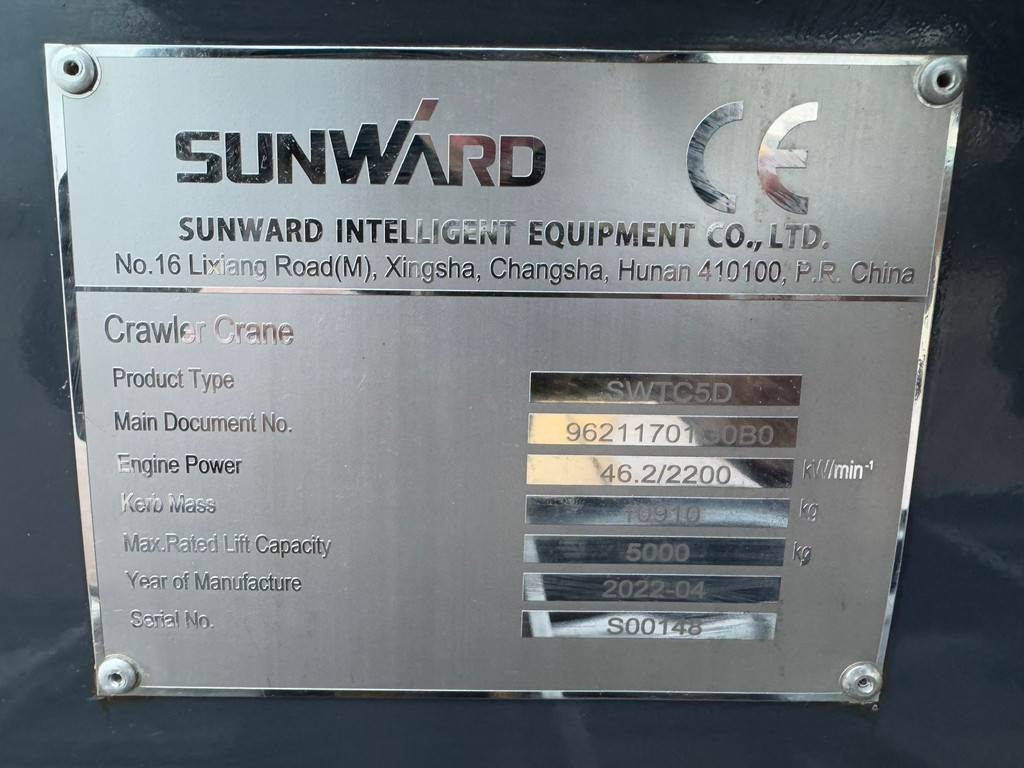 SUNWARD CE
SUNWARD INTELLIGENT EQUIPMENT CO., LTD.
No.16 Lixiang Road(M), Xingsha, Changsha, Hunan 410100, P.R. China
Crawler Crane
Product Type SWTC5D
Main Document No.
Engine Power 46.2/2200 kW/min⁻¹
Kerb Mass 10910 kg
Max.Rated Lift Capacity 5000 kg
Year of Manufacture 2022-04
Serial No. S00148